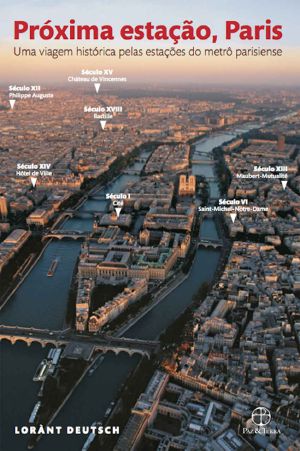 Próxima estação, Paris
Uma viagem histórica pelas estações do metrô parisiense
Século XV
Château de Vincennes
Século XII
Philippe Auguste
Século XVIII
Bastille
Século XIV
Hôtel de Ville
Século XIII
Maubert-Mutualité
Século I
Cité
Século VI
Saint-Michel-Notre-Dame
LORÀNT DEUTSCH
PAZ & TERRA